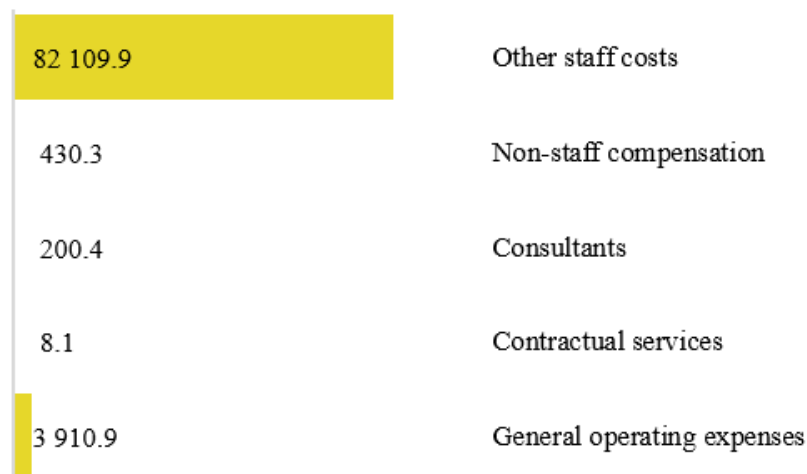 82 109.9 Other staff costs
430.3 Non-staff compensation
200.4 Consultants
8.1 Contractual services
3 910.9 General operating expenses